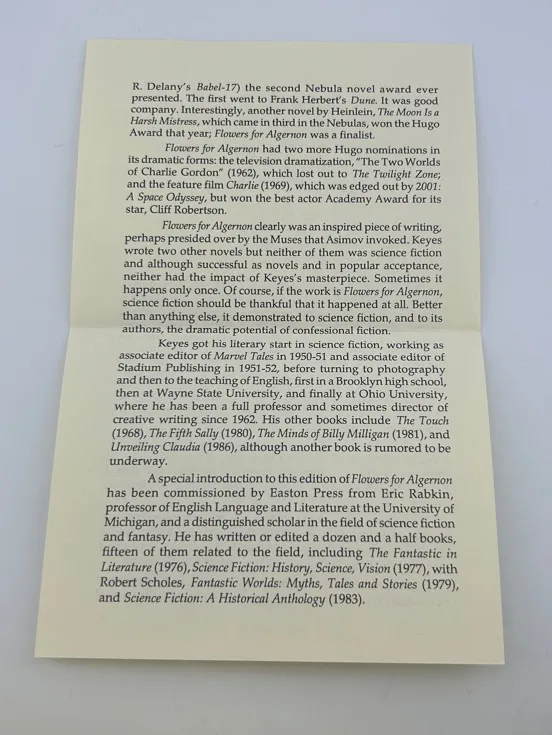 R. Delany's Babel-17) the second Nebula novel award ever
presented. The first went to Frank Herbert's Dune. It was good
company. Interestingly, another novel by Heinlein, The Moon Is a
Harsh Mistress, which came in third in the Nebulas, won the Hugo
Award that year; Flowers for Algernon was a finalist.
Flowers for Algernon had two more Hugo nominations in
its dramatic forms: the television dramatization, "The Two Worlds
of Charlie Gordon" (1962), which lost out to The Twilight Zone;
and the feature film Charlie (1969), which was edged out by 2001:
A Space Odyssey, but won the best actor Academy Award for its
star, Cliff Robertson.
Flowers for Algernon clearly was an inspired piece of writing,
perhaps presided over by the Muses that Asimov invoked. Keyes
wrote two other novels but neither of them was science fiction
and although successful as novels and in popular acceptance,
neither had the impact of Keyes's masterpiece. Sometimes it
happens only once. Of course, if the work is Flowers for Algernon,
science fiction should be thankful that it happened at all. Better
than anything else, it demonstrated to science fiction, and to its
authors, the dramatic potential of confessional fiction.
Keyes got his literary start in science fiction, working as
associate editor of Marvel Tales in 1950-51 and associate editor of
Stadium Publishing in 1951-52, before turning to photography
and then to the teaching of English, first in a Brooklyn high school,
then at Wayne State University, and finally at Ohio University,
where he has been a full professor and sometimes director of
creative writing since 1962. His other books include The Touch
(1968), The Fifth Sally (1980), The Minds of Billy Milligan (1981), and
Unveiling Claudia (1986), although another book is rumored to be
underway.
A special introduction to this edition of Flowers for Algernon
has been commissioned by Easton Press from Eric Rabkin,
professor of English Language and Literature at the University of
Michigan, and a distinguished scholar in the field of science fiction
and fantasy. He has written or edited a dozen and a half books,
fifteen of them related to the field, including The Fantastic in
Literature (1976), Science Fiction: History, Science, Vision (1977), with
Robert Scholes, Fantastic Worlds: Myths, Tales and Stories (1979),
and Science Fiction: A Historical Anthology (1983).